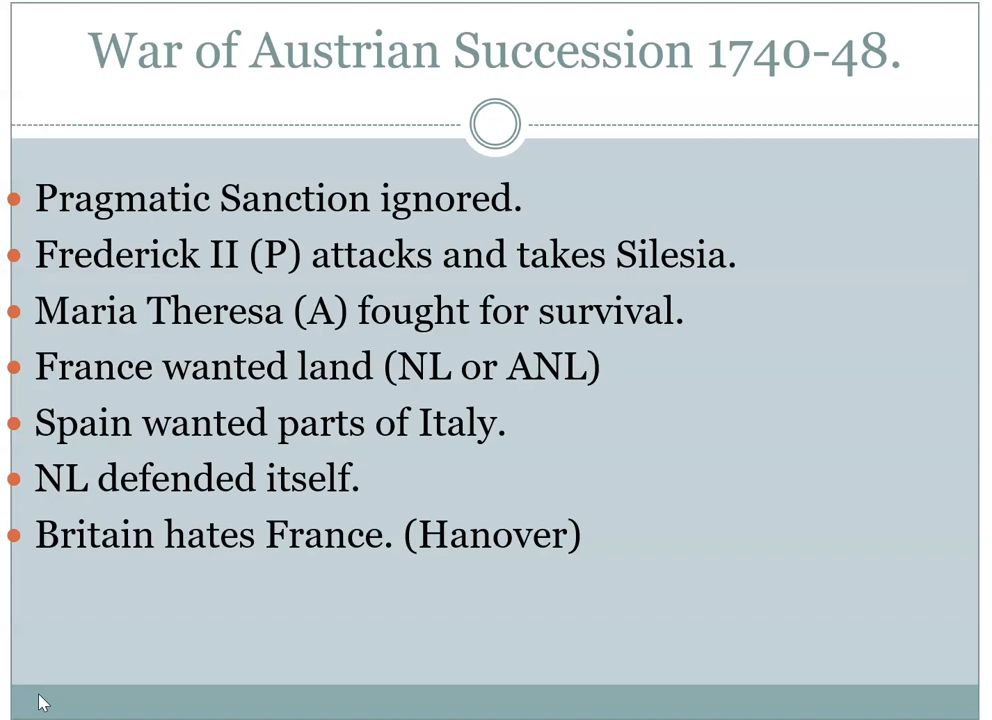 War of Austrian Succession 1740-48.
Pragmatic Sanction ignored.
Frederick II (P) attacks and takes Silesia.
Maria Theresa (A) fought for survival.
France wanted land (NL or ANL)
Spain wanted parts of Italy.
NL defended itself.
Britain hates France. (Hanover)